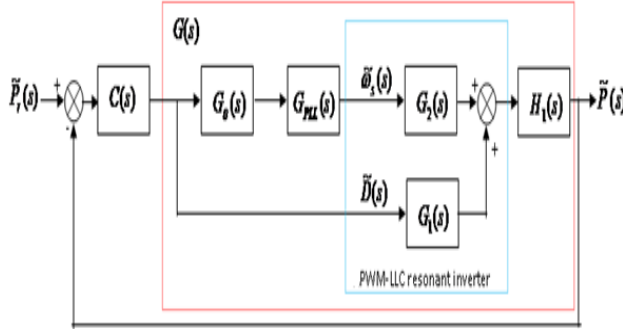 G(s)
P̃r(s)
+
-
C(s)
Gθ(s)
GPLL(s)
ω̃s(s)
G2(s)
+
+
H1(s)
P̃(s)
D̃(s)
G1(s)
PWM-LLC resonant inverter